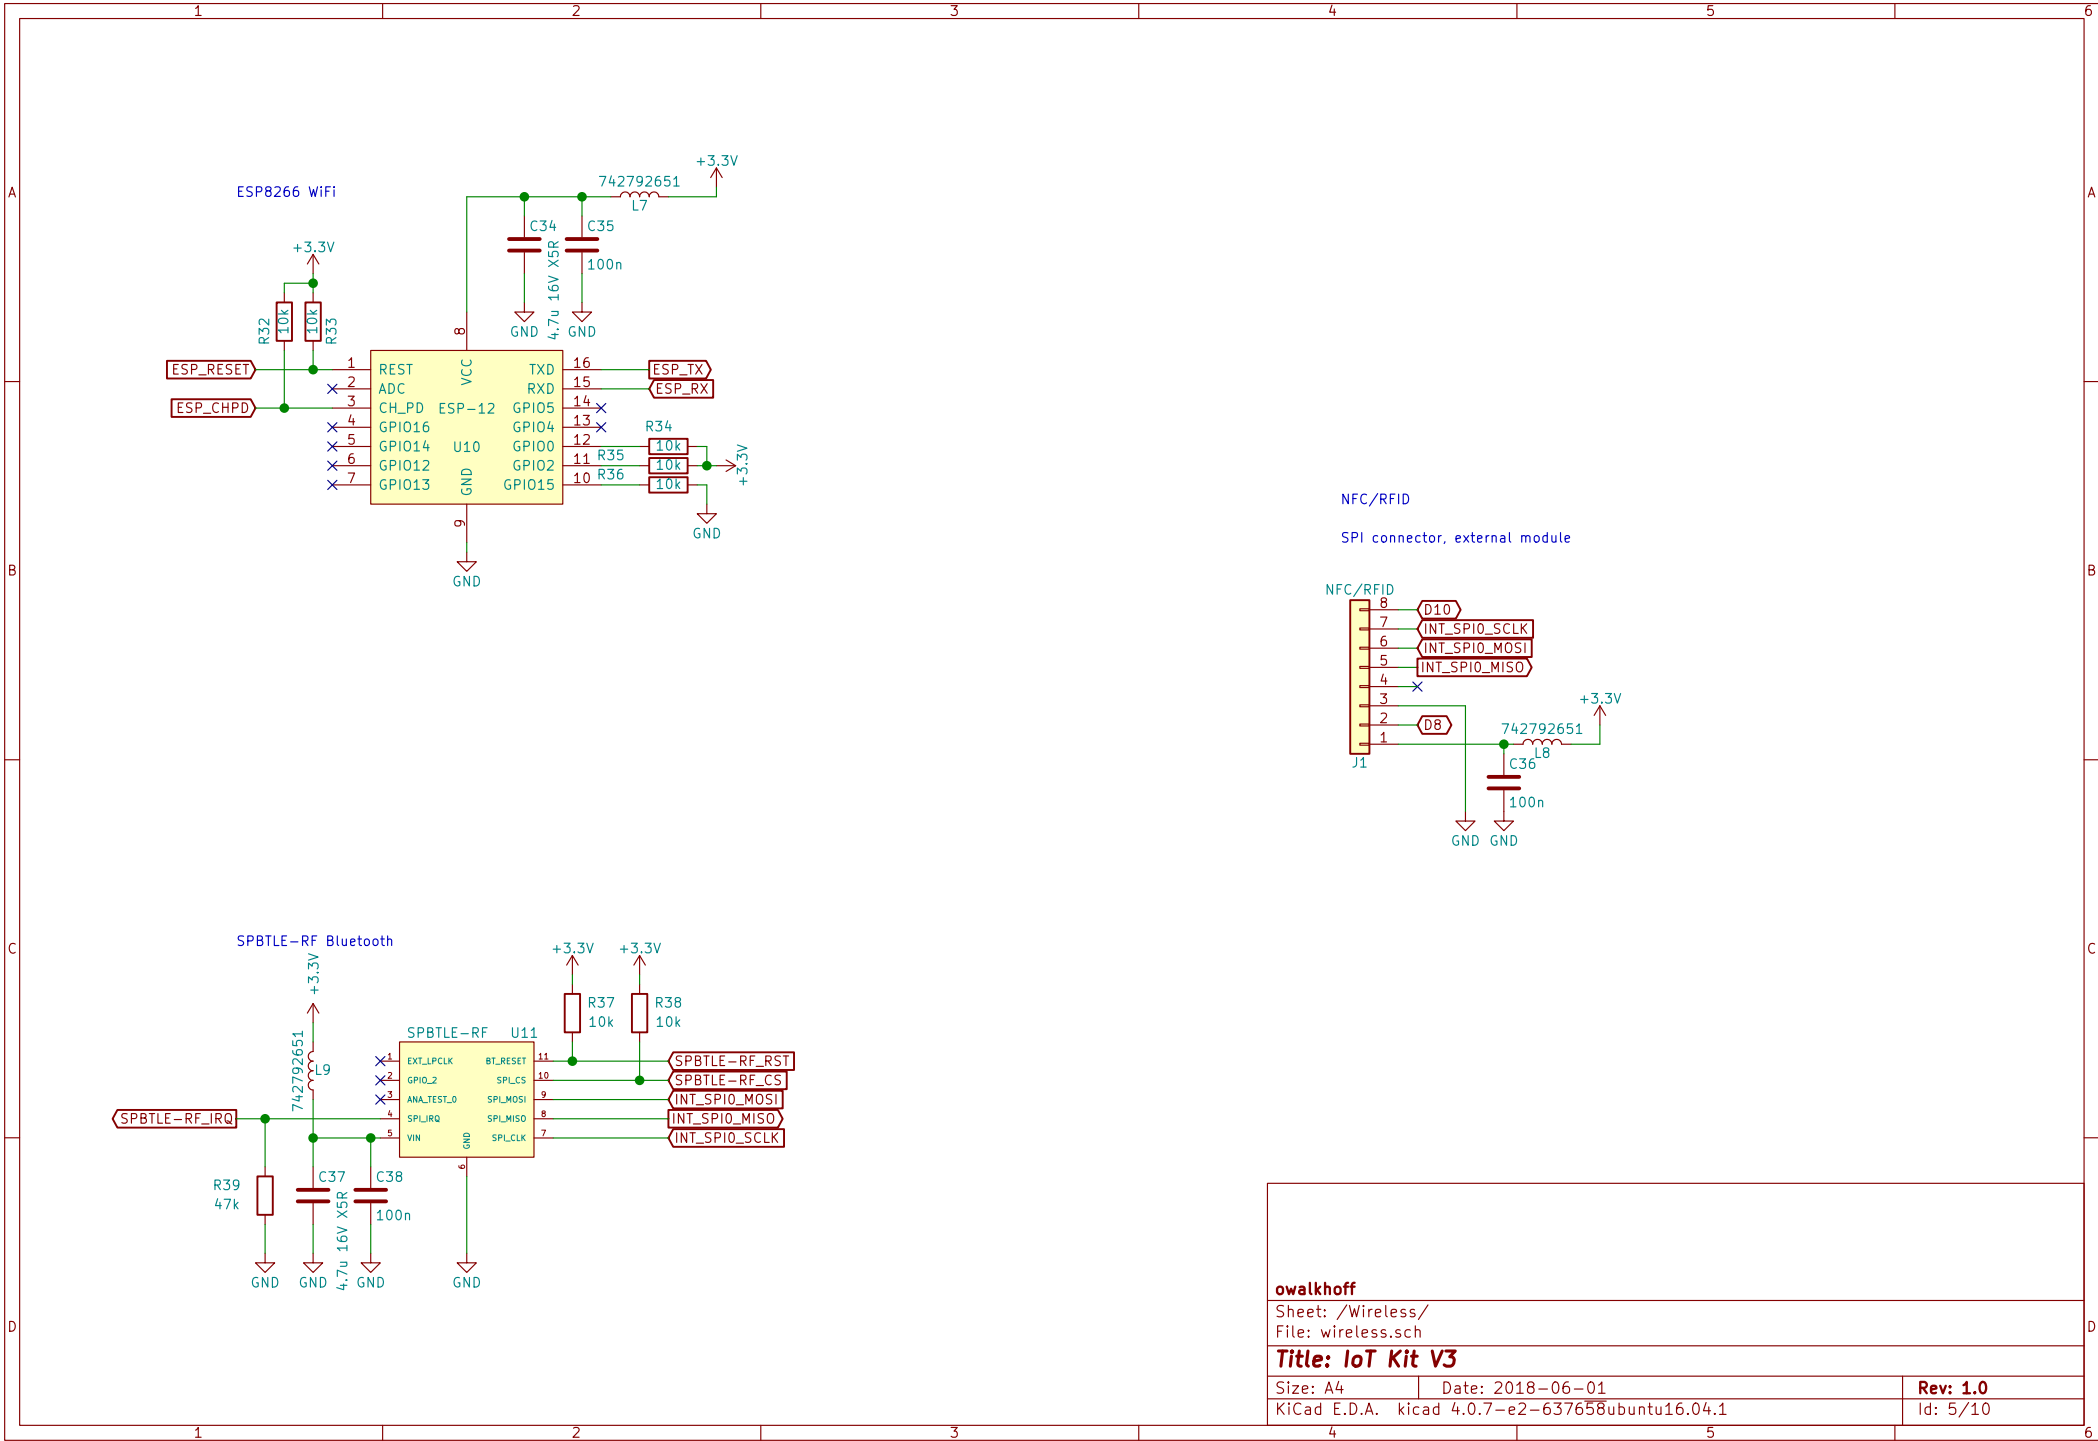 1 2 3 4 5 6
A A
B B
C C
D D
ESP8266 WiFi
+3.3V
742792651
L7
C34
4.7u 16V X5R
C35
100n
GND GND
+3.3V
R32
10k
10k
R33
ESP_RESET
ESP_CHPD
8
VCC
1 REST
2 ADC
3 CH_PD
4 GPIO16
5 GPIO14
6 GPIO12
7 GPIO13
ESP-12
U10
GND
9
GND
TXD 16 ESP_TX
RXD 15 ESP_RX
GPIO5 14
GPIO4 13
GPIO0 12
GPIO2 11
GPIO15 10
R34
10k
R35
10k
R36
10k
+3.3V
GND
NFC/RFID
SPI connector, external module
NFC/RFID
8 D10
7 INT_SPI0_SCLK
6 INT_SPI0_MOSI
5 INT_SPI0_MISO
4
3
2 D8
1
J1
+3.3V
742792651
L8
C36
100n
GND GND
SPBTLE-RF Bluetooth
+3.3V
742792651
L9
SPBTLE-RF U11
1 EXT_LPCLK
2 GPIO_2
3 ANA_TEST_0
4 SPI_IRQ
5 VIN
GND
6
BT_RESET 11
SPI_CS 10
SPI_MOSI 9
SPI_MISO 8
SPI_CLK 7
+3.3V +3.3V
R37
10k
R38
10k
SPBTLE-RF_RST
SPBTLE-RF_CS
INT_SPI0_MOSI
INT_SPI0_MISO
INT_SPI0_SCLK
SPBTLE-RF_IRQ
R39
47k
C37
4.7u 16V X5R
C38
100n
GND GND GND GND
owalkhoff
Sheet: /Wireless/
File: wireless.sch
Title: IoT Kit V3
Size: A4 Date: 2018-06-01 Rev: 1.0
KiCad E.D.A. kicad 4.0.7-e2-637658ubuntu16.04.1 Id: 5/10
1 2 3 4 5 6